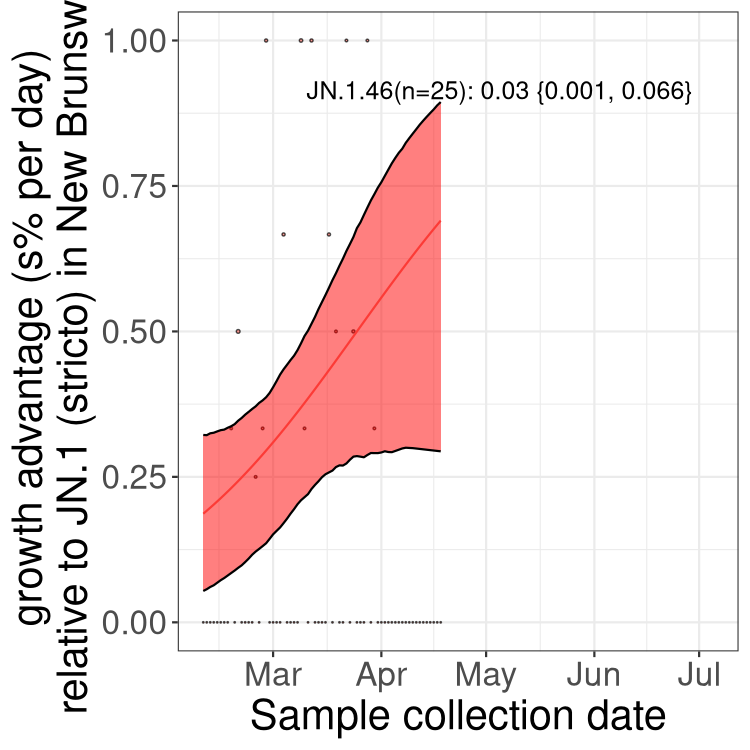 growth advantage (s% per day)
relative to JN.1 (stricto) in New Brunsw
1.00
0.75
0.50
0.25
0.00
JN.1.46(n=25): 0.03 {0.001, 0.066}
Mar Apr May Jun Jul
Sample collection date